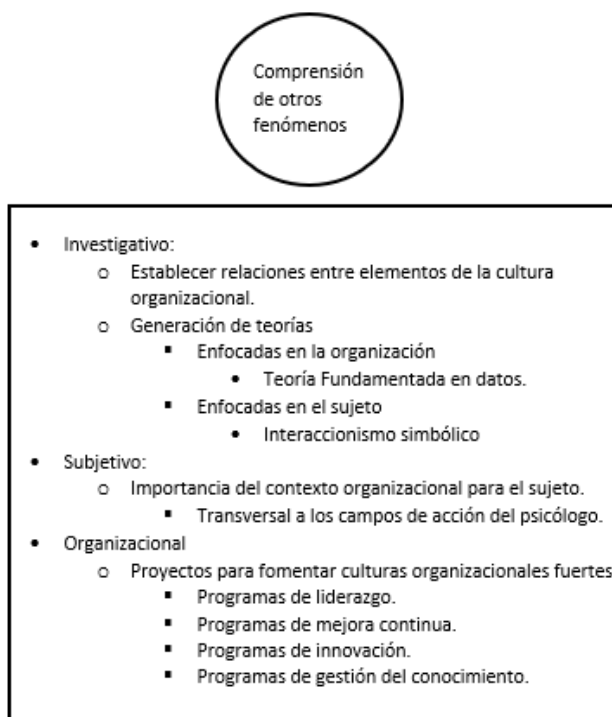 Comprensión
de otros
fenómenos
• Investigativo:
o Establecer relaciones entre elementos de la cultura
organizacional.
o Generación de teorías
▪ Enfocadas en la organización
• Teoría Fundamentada en datos.
▪ Enfocadas en el sujeto
• Interaccionismo simbólico
• Subjetivo:
o Importancia del contexto organizacional para el sujeto.
▪ Transversal a los campos de acción del psicólogo.
• Organizacional
o Proyectos para fomentar culturas organizacionales fuertes
▪ Programas de liderazgo.
▪ Programas de mejora continua.
▪ Programas de innovación.
▪ Programas de gestión del conocimiento.